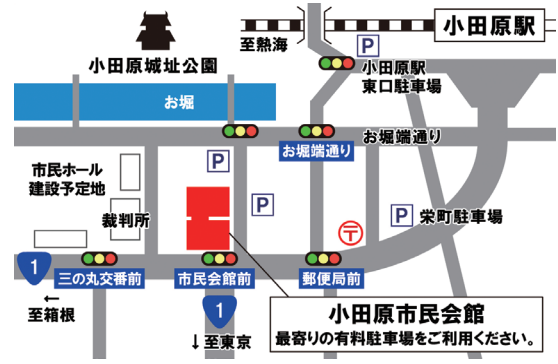 小田原駅
至熱海
P
小田原城址公園
小田原駅
東口駐車場
お堀
お堀端通り
お堀端通り
市民ホール
建設予定地
P
裁判所
P
P
栄町駐車場
〒
1
三の丸交番前
市民会館前
郵便局前
←
至箱根
1
↓至東京
小田原市民会館
最寄りの有料駐車場をご利用ください。